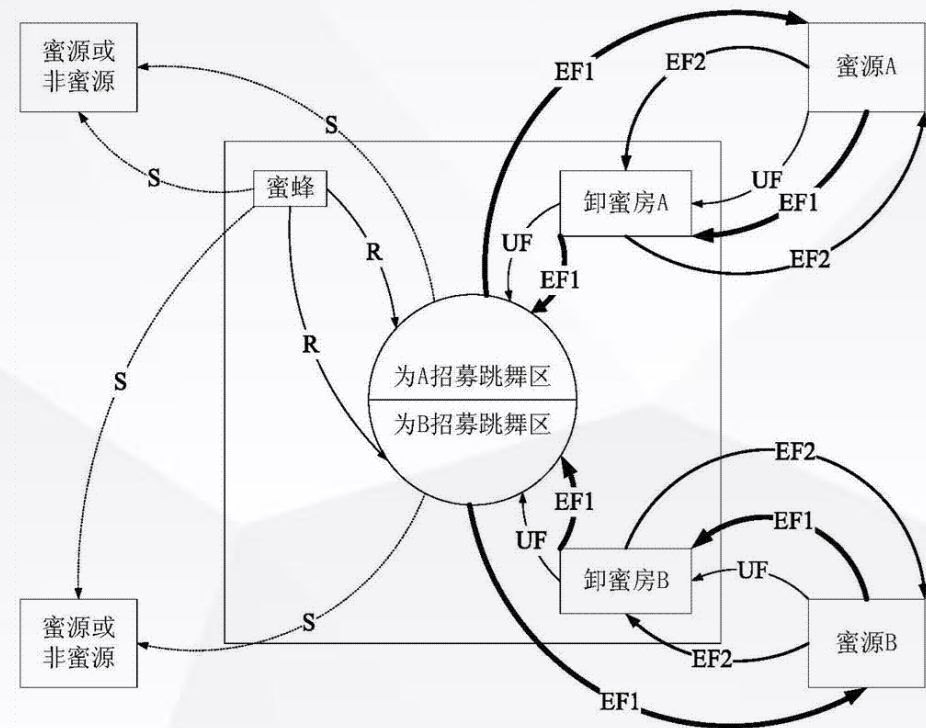 蜜源或
非蜜源
EF1
EF2
蜜源A
S
S
蜜蜂
UF
卸蜜房A
EF1
R
UF
EF1
EF2
R
S
为A招募跳舞区
为B招募跳舞区
EF2
EF1
EF1
UF
UF
卸蜜房B
S
蜜源或
非蜜源
EF2
蜜源B
EF1